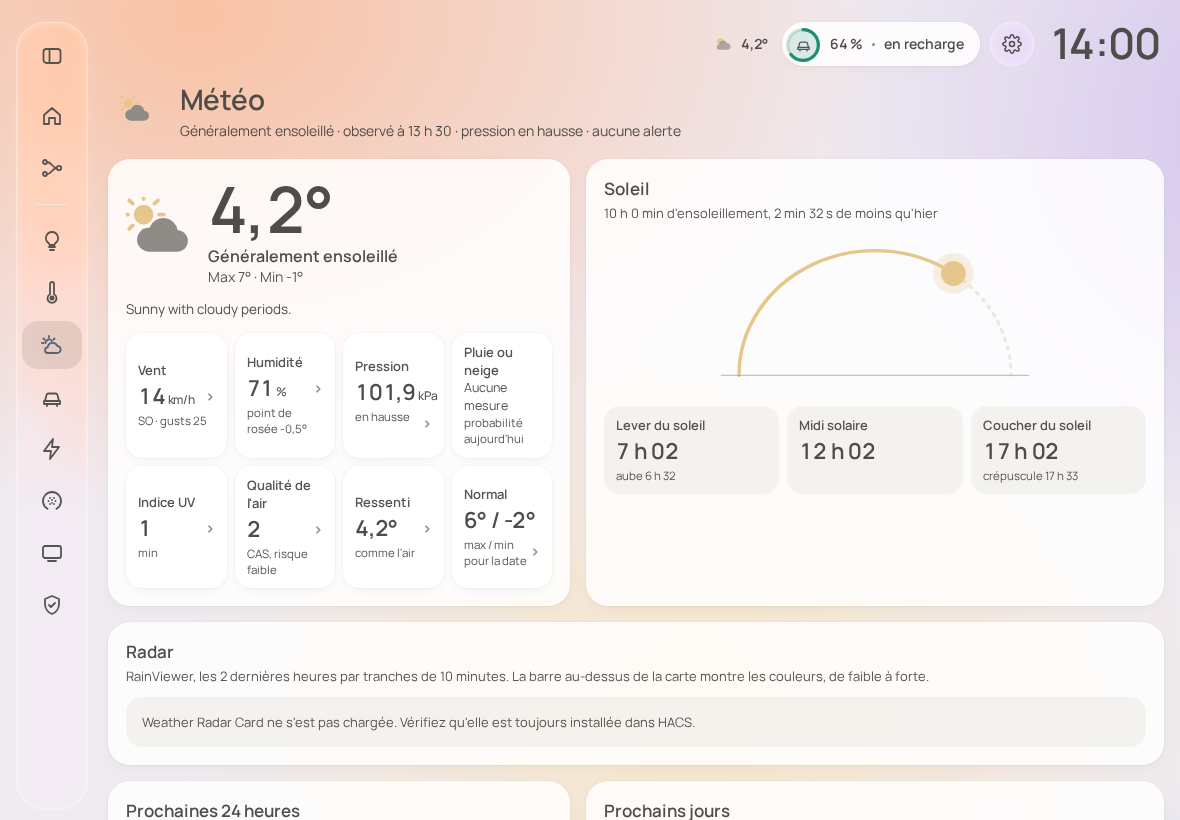 4,2°
64 % • en recharge
14:00
Météo
Généralement ensoleillé · observé à 13 h 30 · pression en hausse · aucune alerte
4,2°
Généralement ensoleillé
Max 7° · Min -1°
Sunny with cloudy periods.
Vent
14 km/h
SO · gusts 25
Humidité
71 %
point de
rosée -0,5°
Pression
101,9 kPa
en hausse
Pluie ou
neige
Aucune
mesure
probabilité
aujourd'hui
Indice UV
1
min
Qualité de
l'air
2
CAS, risque
faible
Ressenti
4,2°
comme l'air
Normal
6° / -2°
max / min
pour la date
Soleil
10 h 0 min d'ensoleillement, 2 min 32 s de moins qu'hier
Lever du soleil
7 h 02
aube 6 h 32
Midi solaire
12 h 02
Coucher du soleil
17 h 02
crépuscule 17 h 33
Radar
RainViewer, les 2 dernières heures par tranches de 10 minutes. La barre au-dessus de la carte montre les couleurs, de faible à forte.
Weather Radar Card ne s'est pas chargée. Vérifiez qu'elle est toujours installée dans HACS.
Prochaines 24 heures
Prochains jours